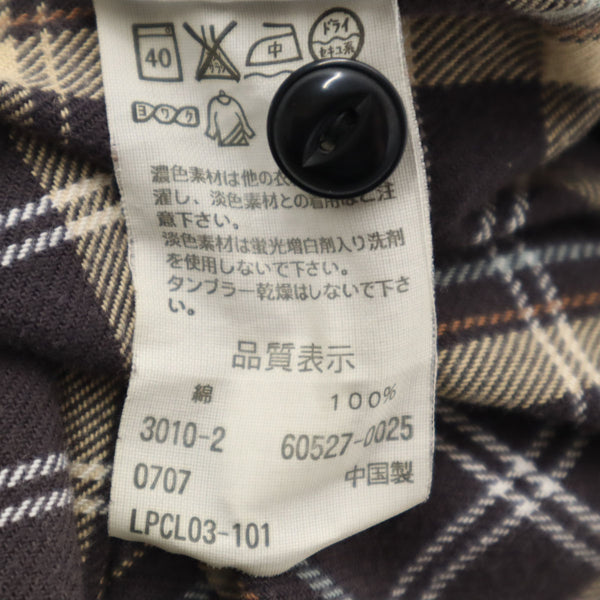 40 中 ドライ セキユ系
ヨワク
濃色素材は他の衣
濯し、淡色素材との着用はご注
意下さい。
淡色素材は蛍光増白剤入り洗剤
を使用しないで下さい。
タンブラー乾燥はしないで下さ
い。
品質表示
綿 100%
3010-2 60527-0025
0707 中国製
LPCL03-101